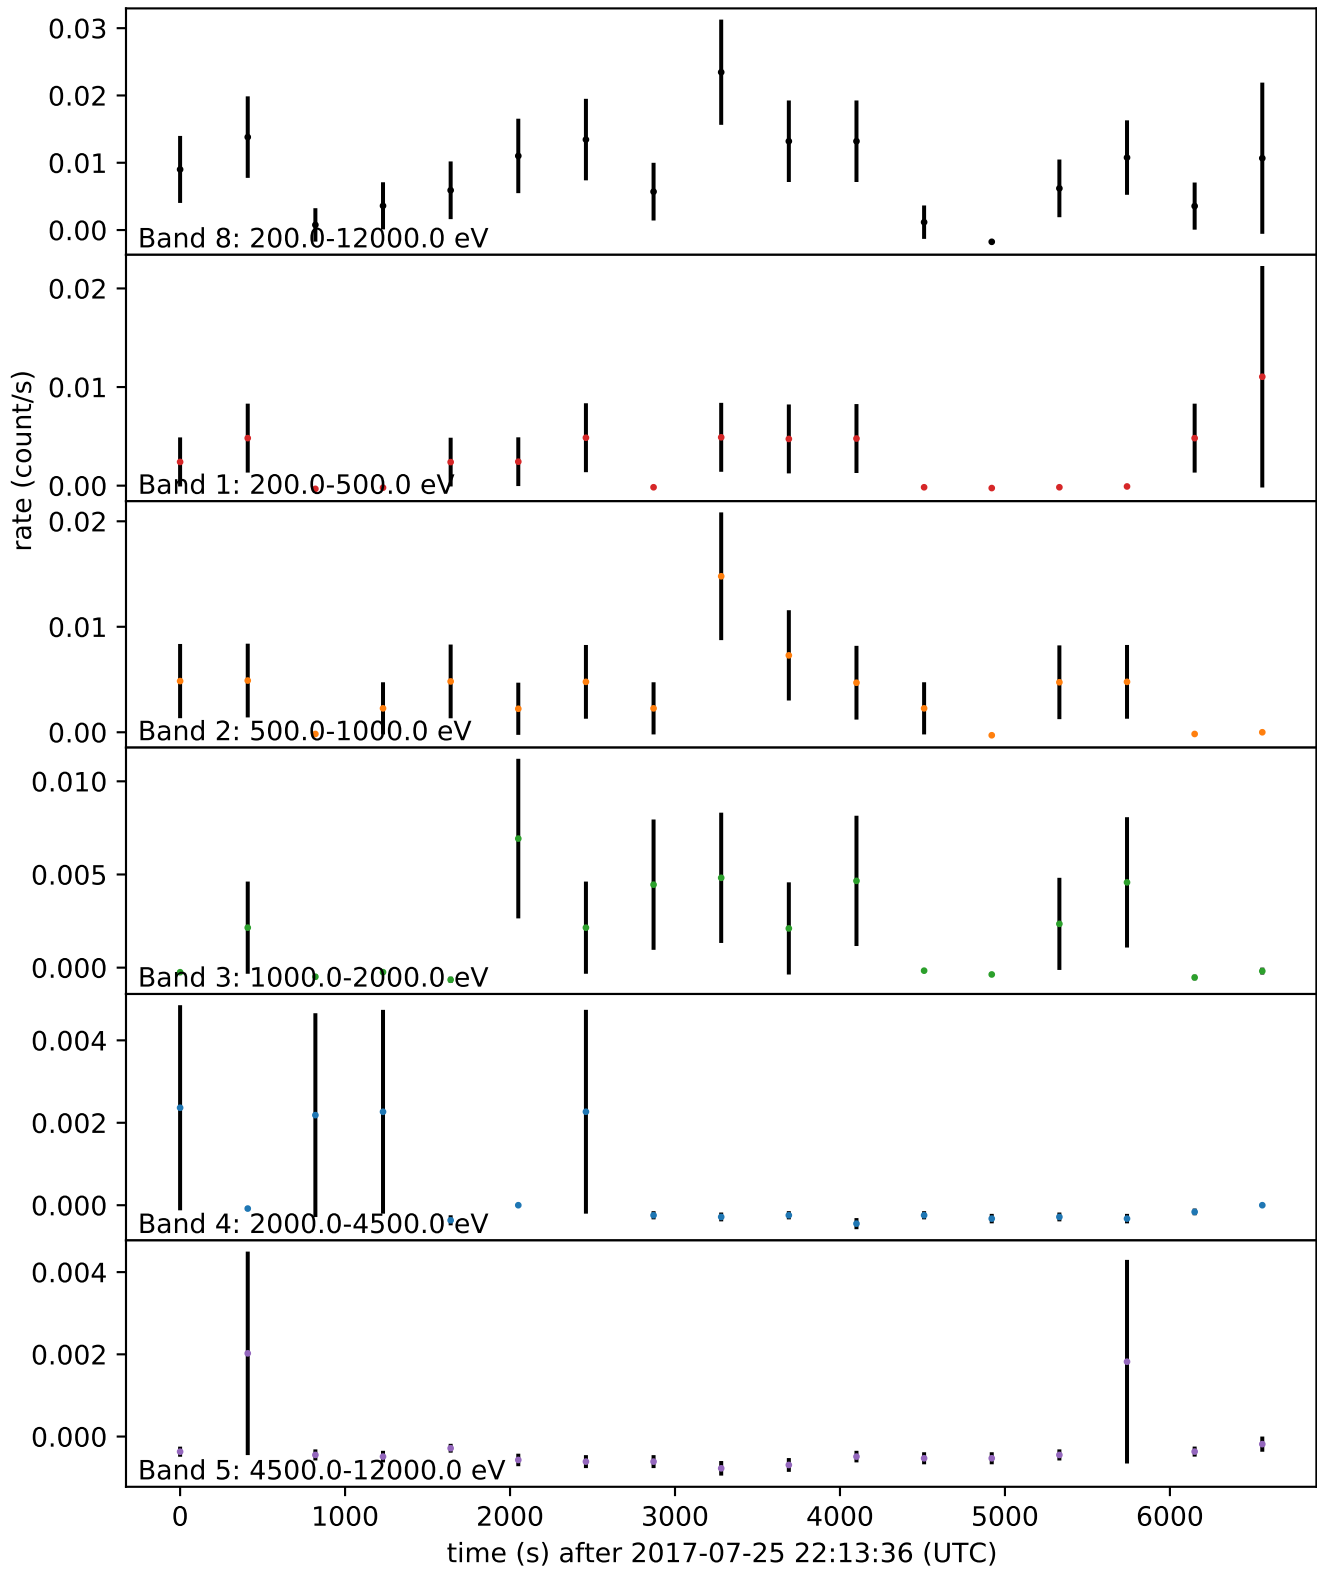 0.03
0.02
0.01
0.00
Band 8: 200.0-12000.0 eV
0.02
0.01
0.00
Band 1: 200.0-500.0 eV
rate (count/s)
0.02
0.01
0.00
Band 2: 500.0-1000.0 eV
0.010
0.005
0.000
Band 3: 1000.0-2000.0 eV
0.004
0.002
0.000
Band 4: 2000.0-4500.0 eV
0.004
0.002
0.000
Band 5: 4500.0-12000.0 eV
0 1000 2000 3000 4000 5000 6000
time (s) after 2017-07-25 22:13:36 (UTC)